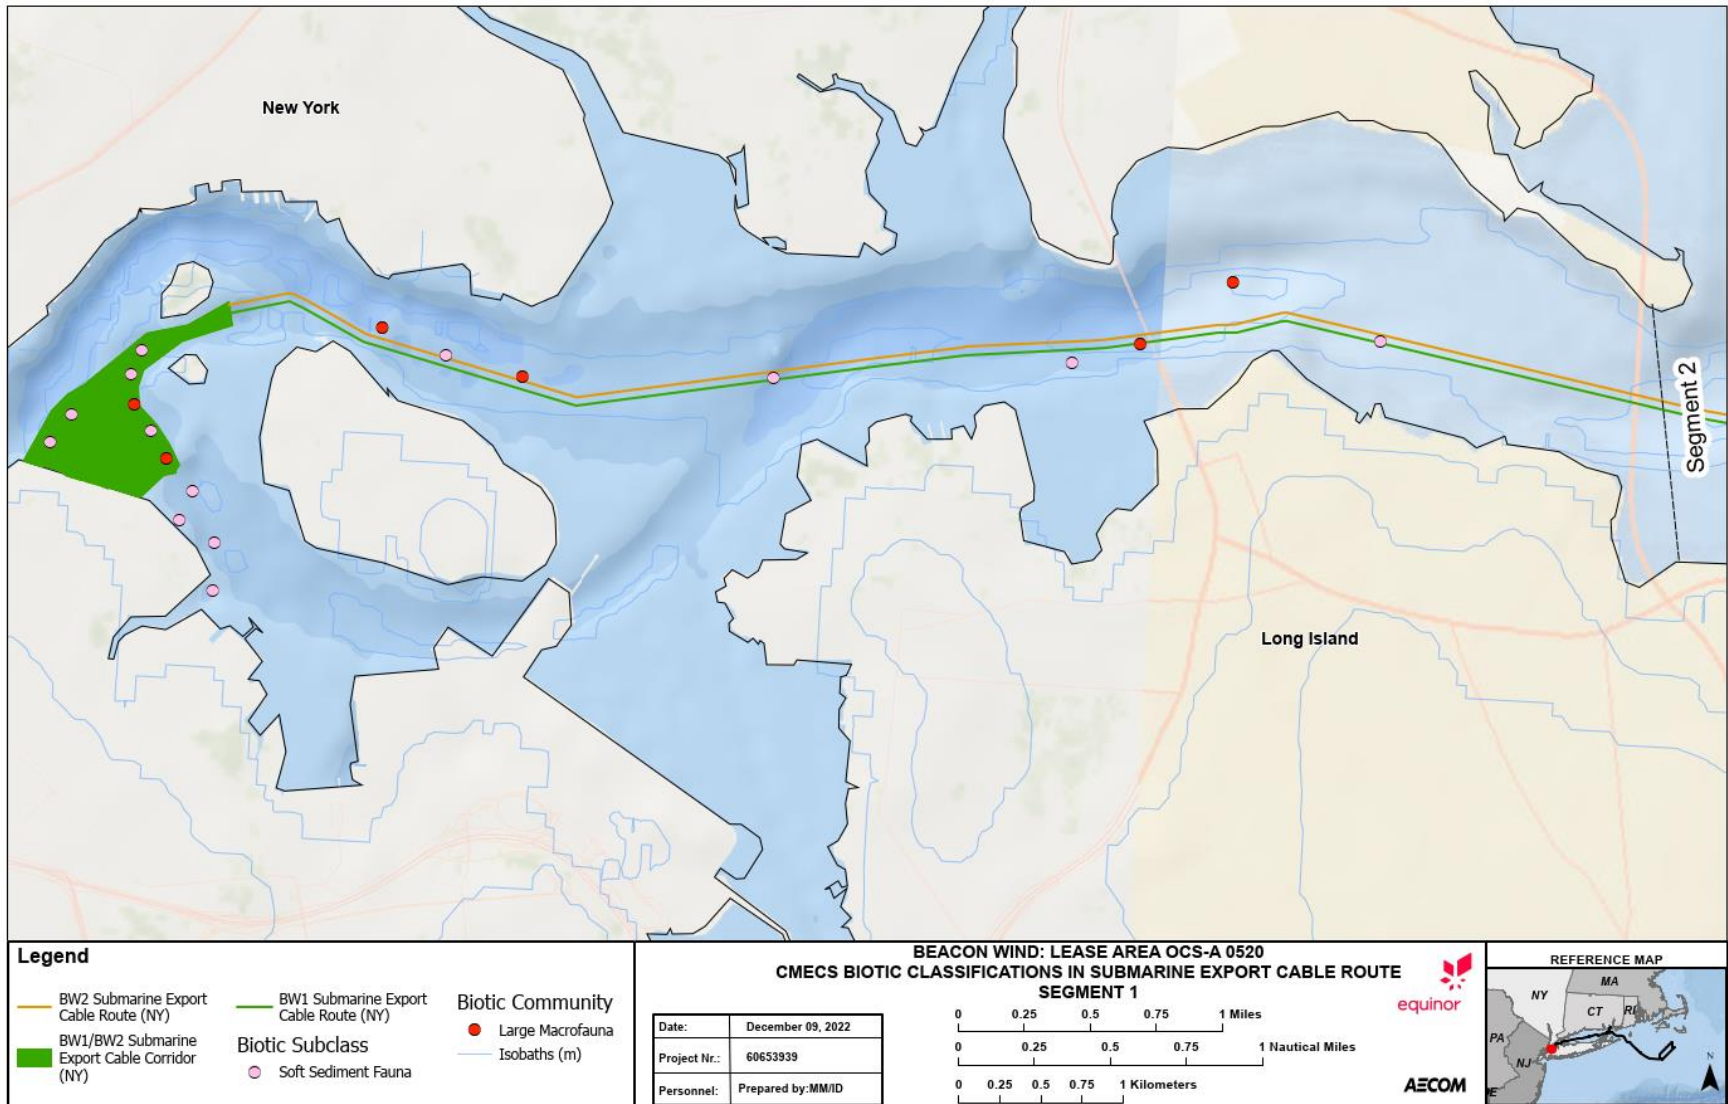 New York
Long Island
Segment 2
Legend
BW2 Submarine Export
Cable Route (NY)
BW1/BW2 Submarine
Export Cable Corridor
(NY)
BW1 Submarine Export
Cable Route (NY)
Biotic Subclass
Soft Sediment Fauna
Biotic Community
Large Macrofauna
Isobaths (m)
BEACON WIND: LEASE AREA OCS-A 0520
CMECS BIOTIC CLASSIFICATIONS IN SUBMARINE EXPORT CABLE ROUTE
SEGMENT 1
Date: December 09, 2022
Project Nr.: 60653939
Personnel: Prepared by:MM/ID
0 0.25 0.5 0.75 1 Miles
0 0.25 0.5 0.75 1 Nautical Miles
0 0.25 0.5 0.75 1 Kilometers
equinor
AECOM
REFERENCE MAP
MA
NY
CT RI
PA
NJ
N